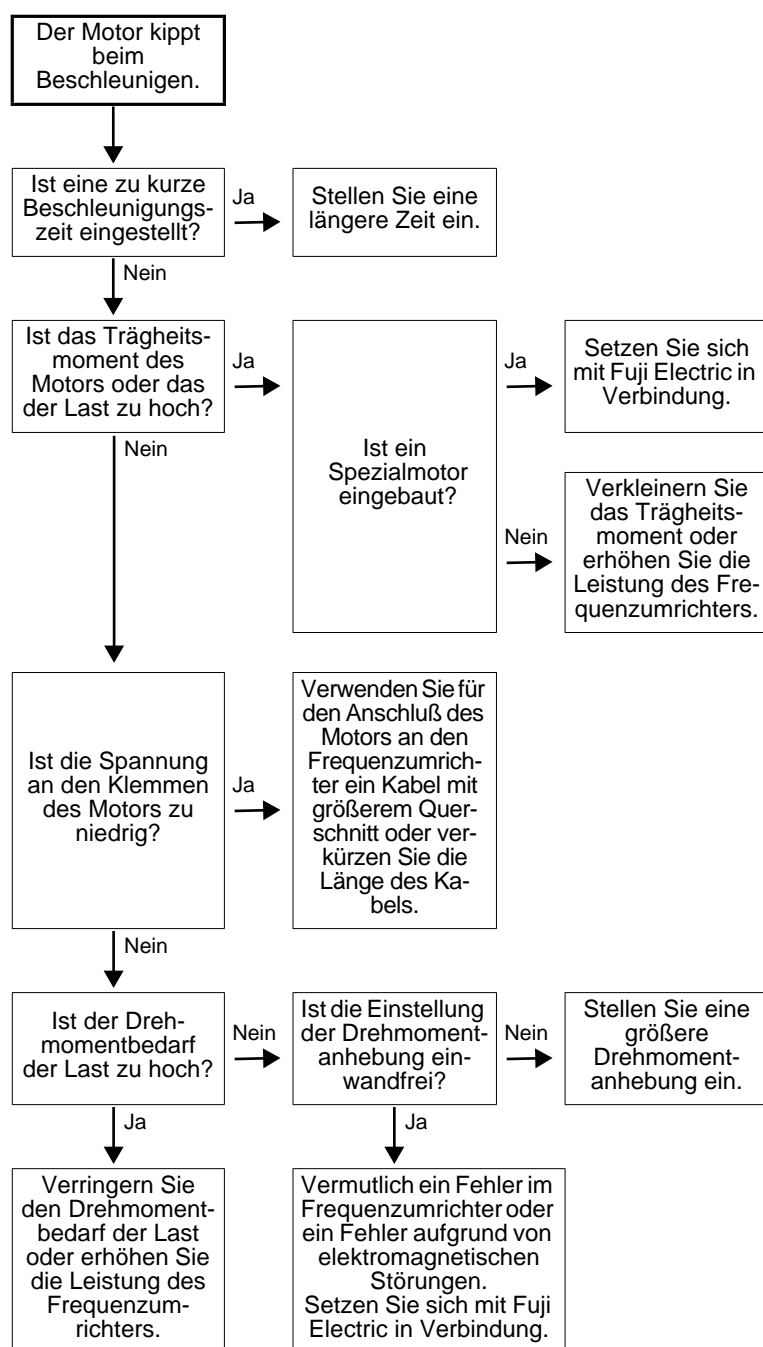 Der Motor kippt
beim
Beschleunigen.
Ist eine zu kurze
Beschleunigungs-
zeit eingestellt?
Ja
Stellen Sie eine
längere Zeit ein.
Nein
Ist das Trägheits-
moment des
Motors oder das
der Last zu hoch?
Ja
Ist ein
Spezialmotor
eingebaut?
Ja
Setzen Sie sich
mit Fuji Electric in
Verbindung.
Nein
Verkleinern Sie
das Trägheits-
moment oder
erhöhen Sie die
Leistung des Fre-
quenzumrichters.
Nein
Ist die Spannung
an den Klemmen
des Motors zu
niedrig?
Ja
Verwenden Sie für
den Anschluß des
Motors an den
Frequenzumrich-
ter ein Kabel mit
größerem Quer-
schnitt oder ver-
kürzen Sie die
Länge des Ka-
bels.
Nein
Ist der Dreh-
momentbedarf
der Last zu hoch?
Nein
Ist die Einstellung
der Drehmoment-
anhebung ein-
wandfrei?
Nein
Stellen Sie eine
größere
Drehmoment-
anhebung ein.
Ja
Verringern Sie
den Drehmoment-
bedarf der Last
oder erhöhen Sie
die Leistung des
Frequenzum-
richters.
Ja
Vermutlich ein Fehler im
Frequenzumrichter oder
ein Fehler aufgrund von
elektromagnetischen
Störungen.
Setzen Sie sich mit Fuji
Electric in Verbindung.